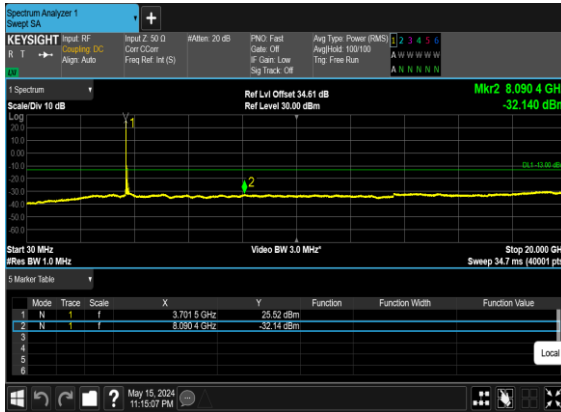 Spectrum Analyzer 1
Swept SA
+
KEYSIGHT Input: RF Input Z: 50 Ω #Atten: 20 dB PNO: Fast Avg Type: Power (RMS) 1 2 3 4 5 6
R T Coupling: DC Corr CCorr Gate: Off Avg|Hold: 100/100 A W W W W W
Align: Auto Freq Ref: Int (S) IF Gain: Low Trig: Free Run
LXI Sig Track: Off A N N N N N
1 Spectrum Ref Lvl Offset 34.61 dB Mkr2 8.090 4 GH
Scale/Div 10 dB Ref Level 30.00 dBm -32.140 dBr
Log
20.0
10.0
0.00
-10.0
-20.0
-30.0
-40.0
-50.0
-60.0
1
2
DL1 -13.00 dB
Start 30 MHz Video BW 3.0 MHz* Stop 20.000 GH
#Res BW 1.0 MHz Sweep 34.7 ms (40001 pts
5 Marker Table
Mode Trace Scale X Y Function Function Width Function Value
1 N 1 f 3.701 5 GHz 25.52 dBm
2 N 1 f 8.090 4 GHz -32.14 dBm
3
4
5
6
Local
? May 15, 2024
11:15:07 PM